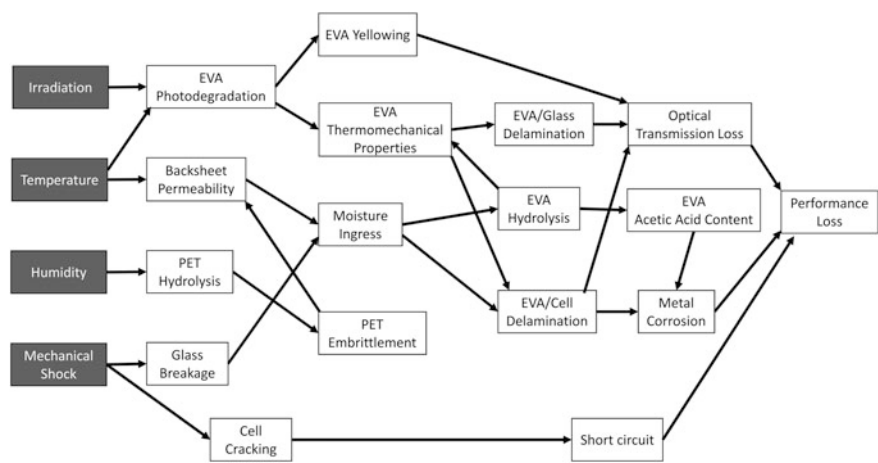 EVA Yellowing
Irradiation
EVA
Photodegradation
EVA
Thermomechanical
Properties
EVA/Glass
Delamination
Optical
Transmission Loss
Temperature
Backsheet
Permeability
Moisture
Ingress
EVA
Hydrolysis
EVA
Acetic Acid Content
Performance
Loss
Humidity
PET
Hydrolysis
PET
Embrittlement
EVA/Cell
Delamination
Metal
Corrosion
Mechanical
Shock
Glass
Breakage
Cell
Cracking
Short circuit